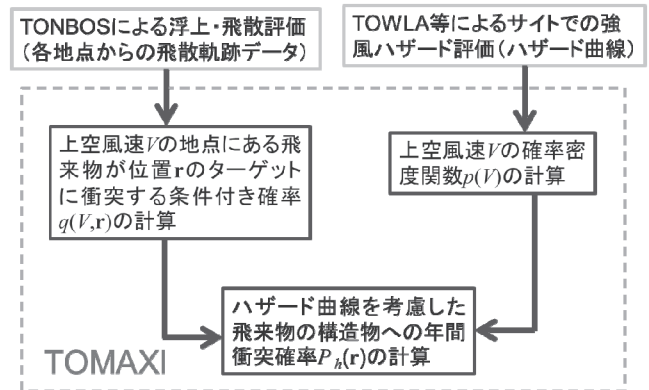 TONBOSによる浮上・飛散評価
（各地点からの飛散軌跡データ）
TOWLA等によるサイトでの強
風ハザード評価（ハザード曲線）
上空風速Vの地点にある飛
来物が位置rのターゲット
に衝突する条件付き確率
q(V,r)の計算
上空風速Vの確率密
度関数p(V)の計算
ハザード曲線を考慮した
飛来物の構造物への年間
衝突確率Ph(r)の計算
TOMAXI